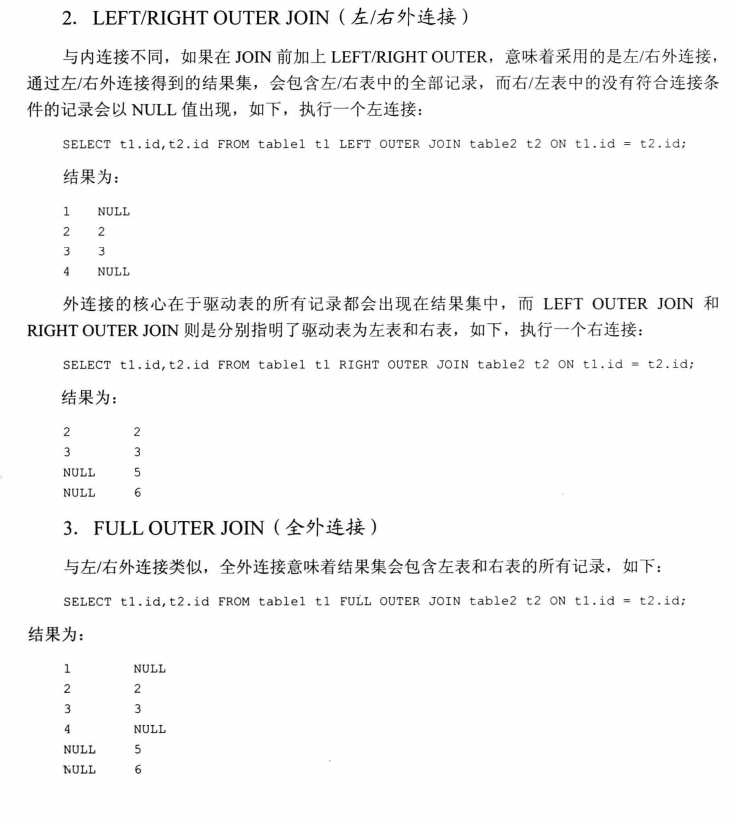 2. LEFT/RIGHT OUTER JOIN（左/右外连接）
与内连接不同，如果在 JOIN 前加上 LEFT/RIGHT OUTER，意味着采用的是左/右外连接，
通过左/右外连接得到的结果集，会包含左/右表中的全部记录，而右/左表中的没有符合连接条
件的记录会以 NULL 值出现，如下，执行一个左连接：
SELECT t1.id,t2.id FROM table1 t1 LEFT OUTER JOIN table2 t2 ON t1.id = t2.id;
结果为：
1 NULL
2 2
3 3
4 NULL
外连接的核心在于驱动表的所有记录都会出现在结果集中，而 LEFT OUTER JOIN 和
RIGHT OUTER JOIN 则是分别指明了驱动表为左表和右表，如下，执行一个右连接：
SELECT t1.id,t2.id FROM table1 t1 RIGHT OUTER JOIN table2 t2 ON t1.id = t2.id;
结果为：
2 2
3 3
NULL 5
NULL 6
3. FULL OUTER JOIN（全外连接）
与左/右外连接类似，全外连接意味着结果集会包含左表和右表的所有记录，如下：
SELECT t1.id,t2.id FROM table1 t1 FULL OUTER JOIN table2 t2 ON t1.id = t2.id;
结果为：
1 NULL
2 2
3 3
4 NULL
NULL 5
NULL 6